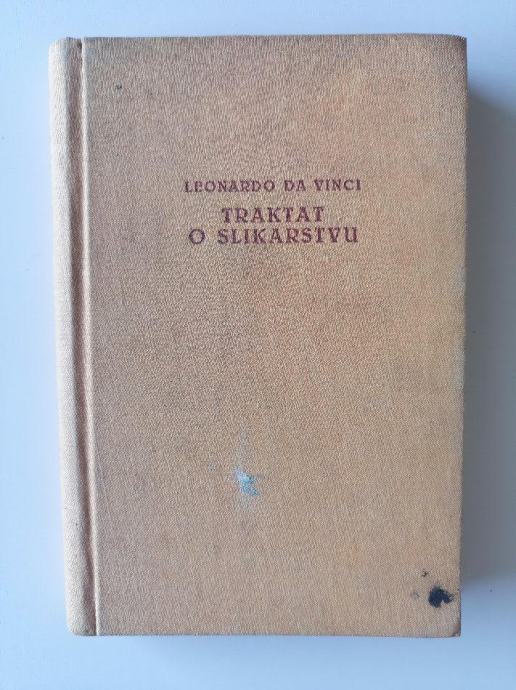 LEONARDO DA VINCI
TRAKTAT
O SLIKARSTVU